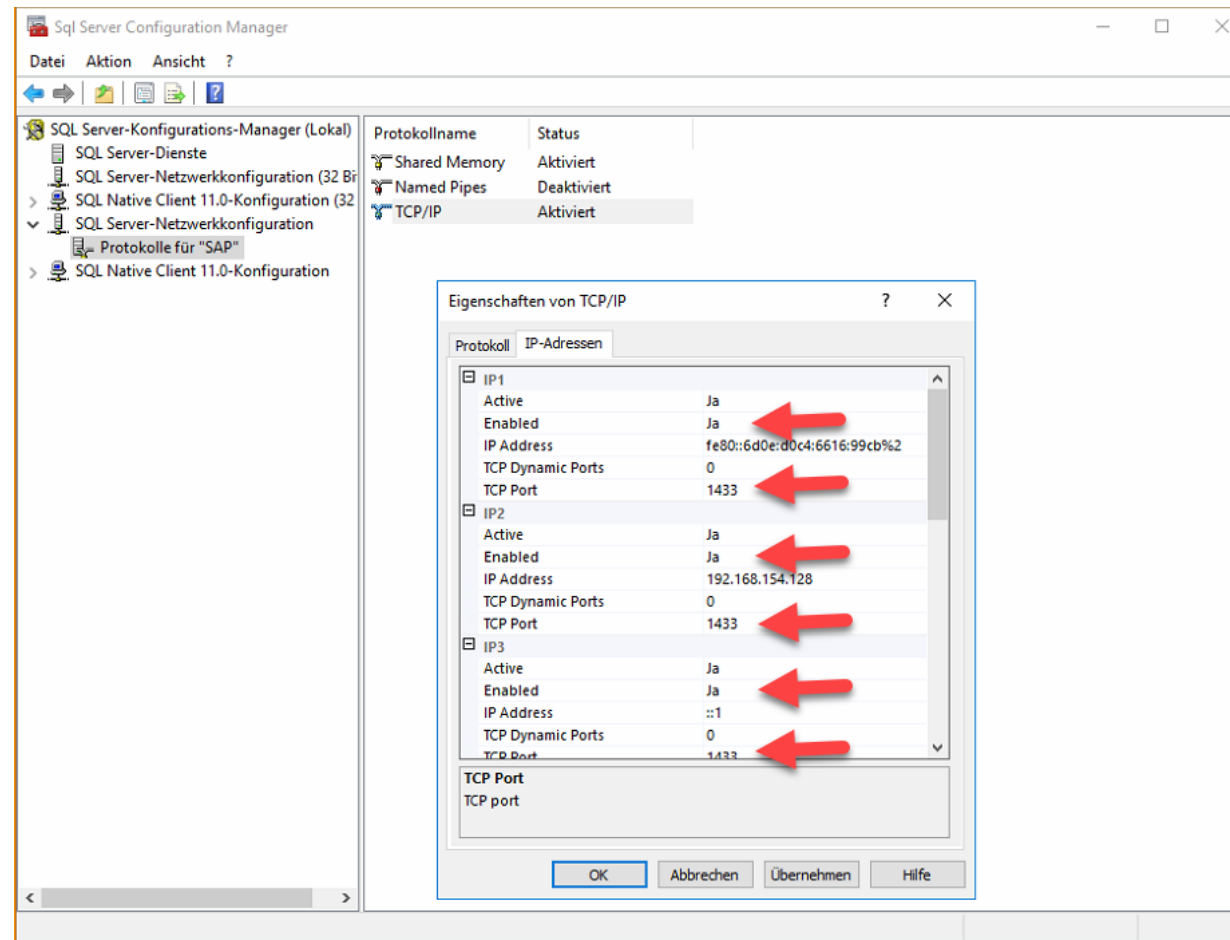 Sql Server Configuration Manager
Datei Aktion Ansicht ?
SQL Server-Konfigurations-Manager (Lokal)
SQL Server-Dienste
SQL Server-Netzwerkkonfiguration (32 Bi
SQL Native Client 11.0-Konfiguration (32
SQL Server-Netzwerkkonfiguration
Protokolle für "SAP"
SQL Native Client 11.0-Konfiguration
Protokollname Status
Shared Memory Aktiviert
Named Pipes Deaktiviert
TCP/IP Aktiviert
Eigenschaften von TCP/IP ?
Protokoll IP-Adressen
IP1
Active Ja
Enabled Ja
IP Address fe80::6d0e:d0c4:6616:99cb%2
TCP Dynamic Ports 0
TCP Port 1433
IP2
Active Ja
Enabled Ja
IP Address 192.168.154.128
TCP Dynamic Ports 0
TCP Port 1433
IP3
Active Ja
Enabled Ja
IP Address ::1
TCP Dynamic Ports 0
TCP Port 1433
TCP Port
TCP port
OK Abbrechen Übernehmen Hilfe